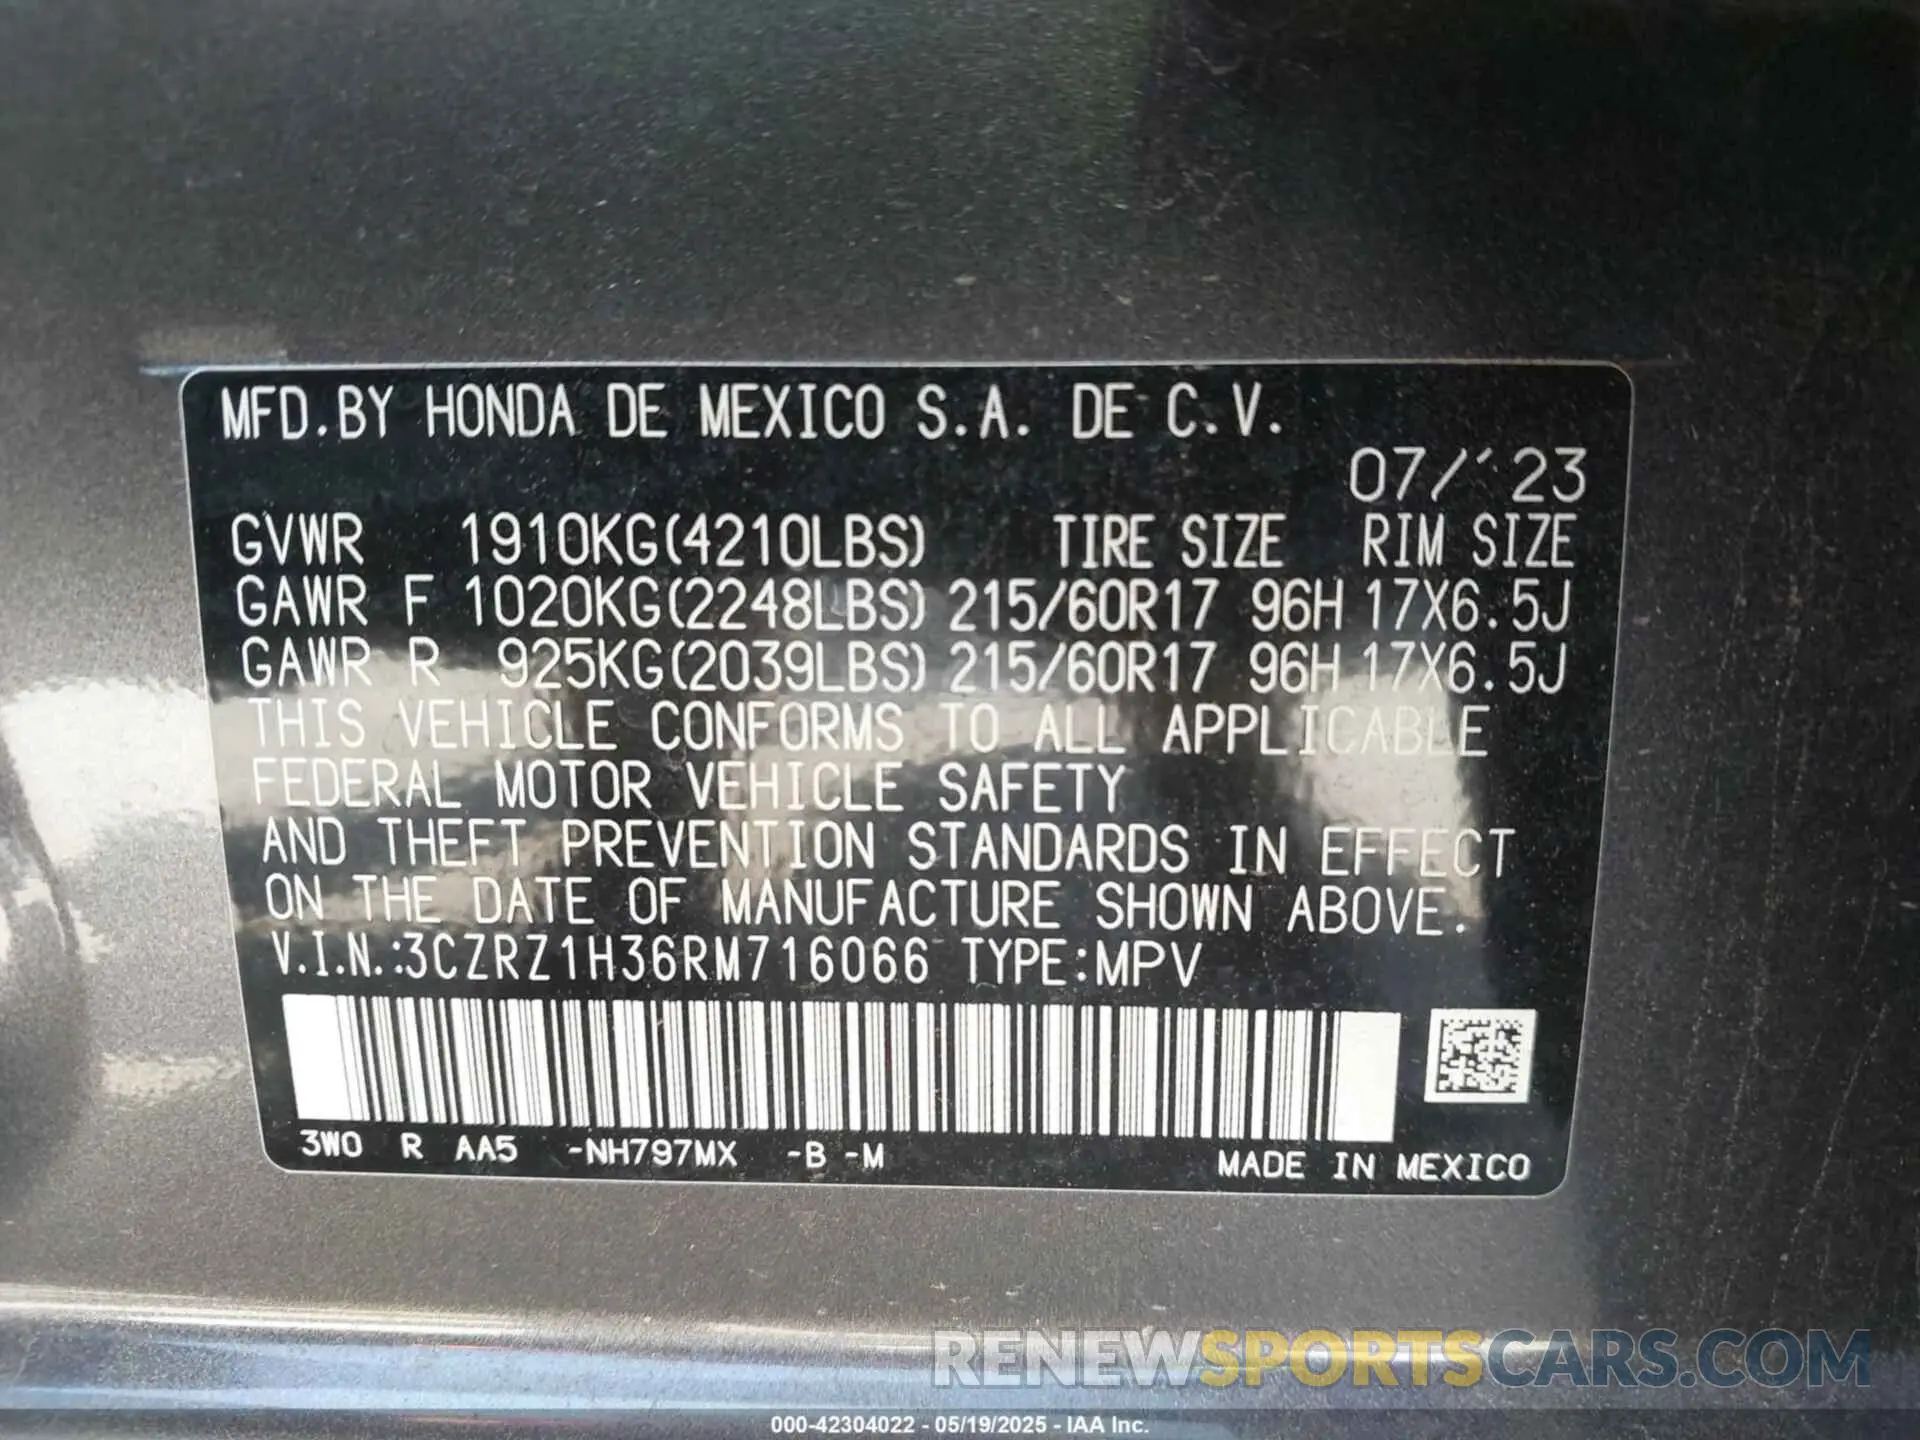 MFD.BY HONDA DE MEXICO S.A. DE C.V.
07/'23
GVWR 1910KG(4210LBS) TIRE SIZE RIM SIZE
GAWR F 1020KG(2248LBS) 215/60R17 96H 17X6.5J
GAWR R 925KG(2039LBS) 215/60R17 96H 17X6.5J
THIS VEHICLE CONFORMS TO ALL APPLICABLE
FEDERAL MOTOR VEHICLE SAFETY
AND THEFT PREVENTION STANDARDS IN EFFECT
ON THE DATE OF MANUFACTURE SHOWN ABOVE.
V.I.N.:3CZRZ1H36RM716066 TYPE:MPV
3W0 R AA5 -NH797MX -B -M
MADE IN MEXICO
RENEWSPORTSCARS.COM
000-42304022 - 05/19/2025 - IAA Inc.